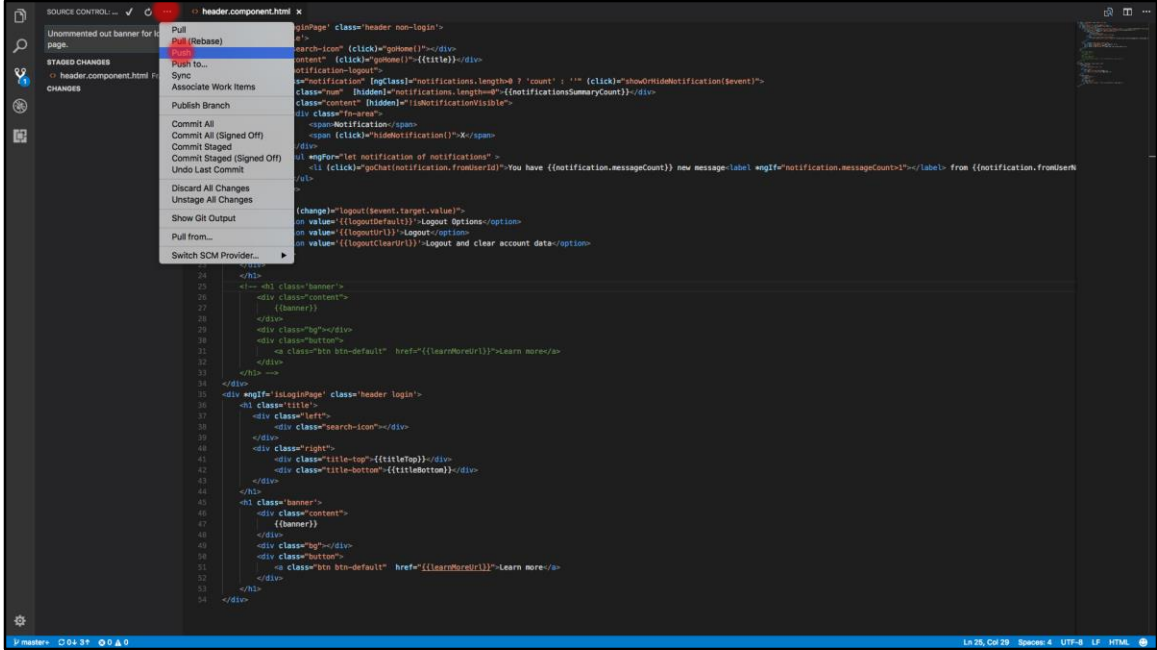 SOURCE CONTROL: ...
header.component.html
Unommented out banner for lo
page.
STAGED CHANGES
header.component.html
CHANGES
1
Pull
Pull (Rebase)
Push
Push to...
Sync
Associate Work Items
Publish Branch
Commit All
Commit All (Signed Off)
Commit Staged
Commit Staged (Signed Off)
Undo Last Commit
Discard All Changes
Unstage All Changes
Show Git Output
Pull from...
Switch SCM Provider...
ginPage' class='header non-login'>
earch-icon" (click)="goHome()"></div>
ontent" (click)="goHome()">{{title}}</div>
otification-logout">
s="notification" [ngClass]="notifications.length>0 ? 'count' : ''" (click)="showOrHideNotification($event)">
class="num" [hidden]="notifications.length==0">{{notificationsSummaryCount}}</div>
class="content" [hidden]="!isNotificationVisible">
div class="fn-area">
<span>Notification</span>
<span (click)="hideNotification()">X</span>
/div>
ul *ngFor="let notification of notifications" >
<li (click)="goChat(notification.fromUserId)">You have {{notification.messageCount}} new message<label *ngIf="notification.messageCount>1"></label> from {{notification.fromUserN
/ul>
>
(change)="logout($event.target.value)">
on value='{{logoutDefault}}'>Logout Options</option>
on value='{{logoutUrl}}'>Logout</option>
on value='{{logoutClearUrl}}'>Logout and clear account data</option>
23 </div>
24 </h1>
25 <!-- <h1 class='banner'>
26 <div class="content">
27 {{banner}}
28 </div>
29 <div class="bg"></div>
30 <div class="button">
31 <a class="btn btn-default" href="{{learnMoreUrl}}">Learn more</a>
32 </div>
33 </h1> -->
34 </div>
35 <div *ngIf='isLoginPage' class='header login'>
36 <h1 class='title'>
37 <div class="left">
38 <div class="search-icon"></div>
39 </div>
40 <div class="right">
41 <div class="title-top">{{titleTop}}</div>
42 <div class="title-bottom">{{titleBottom}}</div>
43 </div>
44 </h1>
45 <h1 class='banner'>
46 <div class="content">
47 {{banner}}
48 </div>
49 <div class="bg"></div>
50 <div class="button">
51 <a class="btn btn-default" href="{{learnMoreUrl}}">Learn more</a>
52 </div>
53 </h1>
54 </div>
master+ 0↓ 3↑ 0 0
Ln 25, Col 29 Spaces: 4 UTF-8 LF HTML